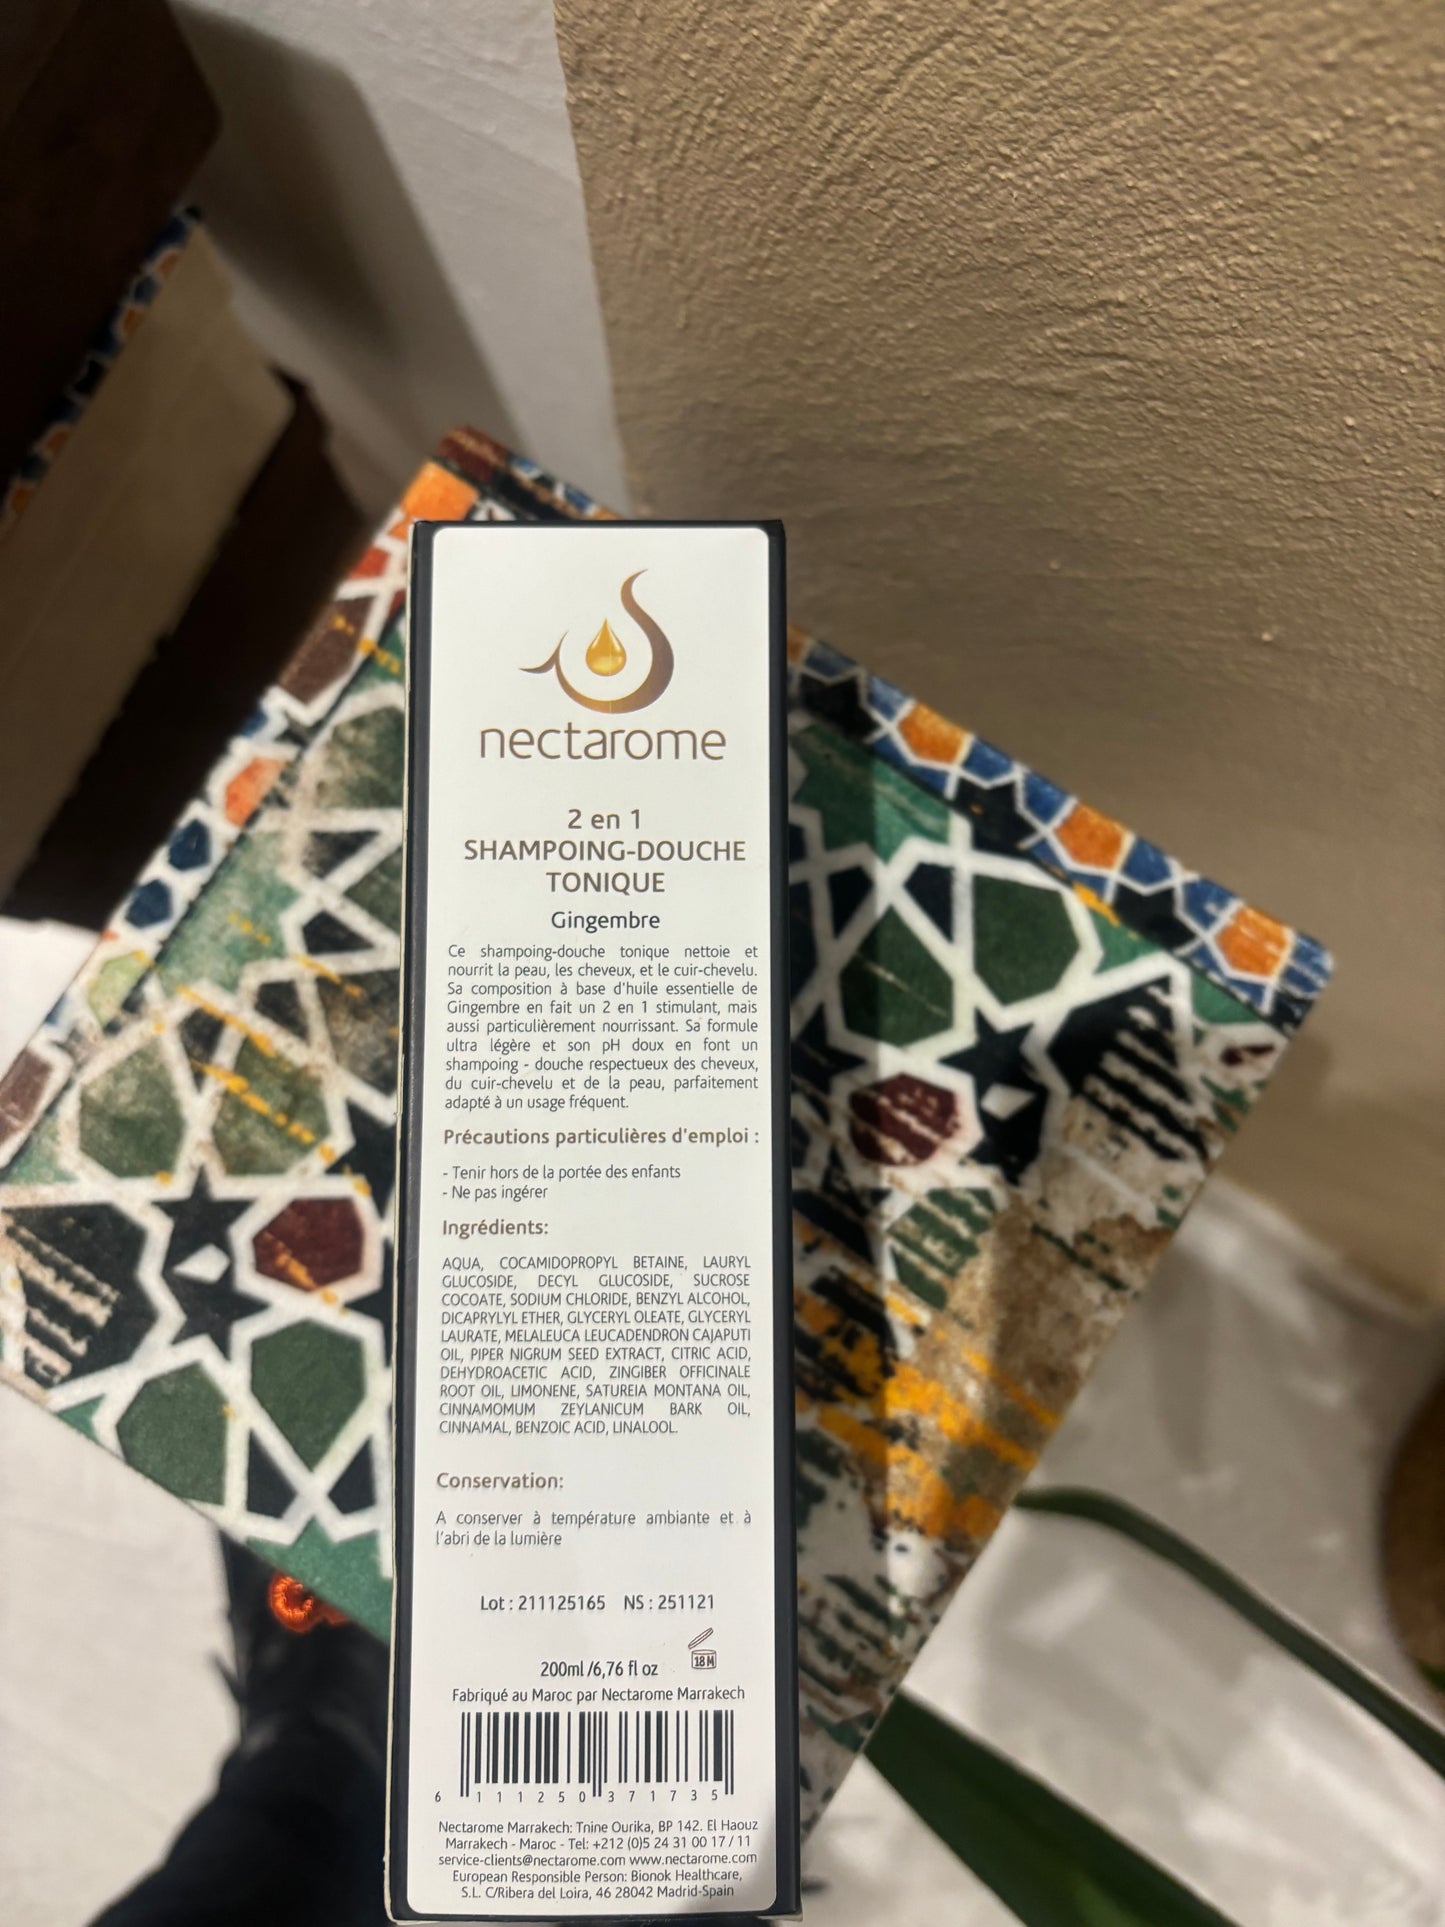 nectarome
2 en 1
SHAMPOING-DOUCHE
TONIQUE
Gingembre
Ce shampoing-douche tonique nettoie et
nourrit la peau, les cheveux, et le cuir-chevelu.
Sa composition à base d'huile essentielle de
Gingembre en fait un 2 en 1 stimulant, mais
aussi particulièrement nourrissant. Sa formule
ultra légère et son pH doux en font un
shampoing - douche respectueux des cheveux,
du cuir-chevelu et de la peau, parfaitement
adapté à un usage fréquent.
Précautions particulières d'emploi :
- Tenir hors de la portée des enfants
- Ne pas ingérer
Ingrédients:
AQUA, COCAMIDOPROPYL BETAINE, LAURYL
GLUCOSIDE, DECYL GLUCOSIDE, SUCROSE
COCOATE, SODIUM CHLORIDE, BENZYL ALCOHOL,
DICAPRYLYL ETHER, GLYCERYL OLEATE, GLYCERYL
LAURATE, MELALEUCA LEUCADENDRON CAJAPUTI
OIL, PIPER NIGRUM SEED EXTRACT, CITRIC ACID,
DEHYDROACETIC ACID, ZINGIBER OFFICINALE
ROOT OIL, LIMONENE, SATUREIA MONTANA OIL,
CINNAMOMUM ZEYLANICUM BARK OIL,
CINNAMAL, BENZOIC ACID, LINALOOL.
Conservation:
A conserver à température ambiante et à
l'abri de la lumière
Lot : 211125165 NS : 251121
18 M
200ml /6,76 fl oz
Fabriqué au Maroc par Nectarome Marrakech
6 111250 371735
Nectarome Marrakech: Tnine Ourika, BP 142. El Haouz
Marrakech - Maroc - Tel: +212 (0)5 24 31 00 17 / 11
service-clients@nectarome.com www.nectarome.com
European Responsible Person: Bionok Healthcare,
S.L. C/Ribera del Loira, 46 28042 Madrid-Spain